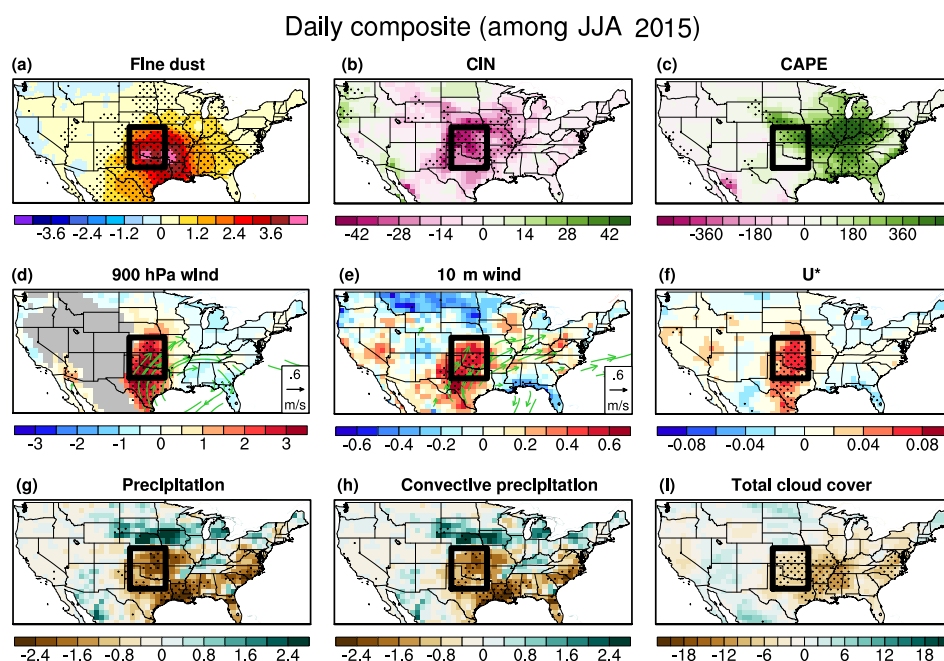 Daily composite (among JJA 2015)
(a) FIne dust
(b) CIN
(c) CAPE
-3.6 -2.4 -1.2 0 1.2 2.4 3.6
-42 -28 -14 0 14 28 42
-360 -180 0 180 360
(d) 900 hPa wInd
(e) 10 m wind
(f) U*
.6
m/s
.6
m/s
-3 -2 -1 0 1 2 3
-0.6 -0.4 -0.2 0 0.2 0.4 0.6
-0.08 -0.04 0 0.04 0.08
(g) PrecIpItatIon
(h) Convective precIpItatIon
(I) Total cloud cover
-2.4 -1.6 -0.8 0 0.8 1.6 2.4
-2.4 -1.6 -0.8 0 0.8 1.6 2.4
-18 -12 -6 0 6 12 18